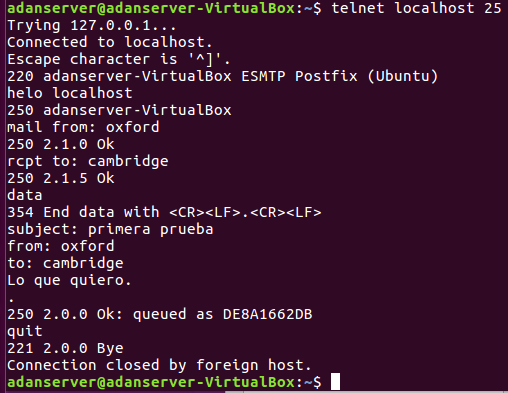 adanserver@adanserver-VirtualBox:~$ telnet localhost 25
Trying 127.0.0.1...
Connected to localhost.
Escape character is '^]'.
220 adanserver-VirtualBox ESMTP Postfix (Ubuntu)
helo localhost
250 adanserver-VirtualBox
mail from: oxford
250 2.1.0 Ok
rcpt to: cambridge
250 2.1.5 Ok
data
354 End data with <CR><LF>.<CR><LF>
subject: primera prueba
from: oxford
to: cambridge
Lo que quiero.
.
250 2.0.0 Ok: queued as DE8A1662DB
quit
221 2.0.0 Bye
Connection closed by foreign host.
adanserver@adanserver-VirtualBox:~$